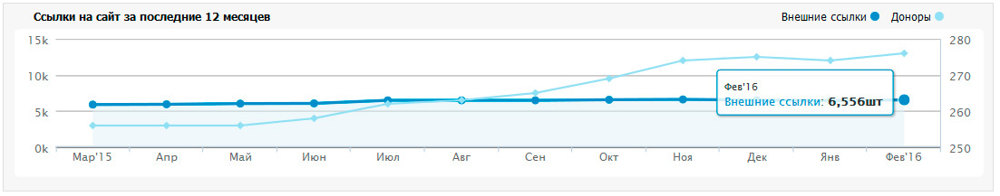 Ссылки на сайт за последние 12 месяцев
Внешние ссылки Доноры
15k 280
10k 270
Фев'16
Внешние ссылки: 6,556шт
5k 260
0k 250
Мар'15 Апр Май Июн Июл Авг Сен Окт Ноя Дек Янв Фев'16